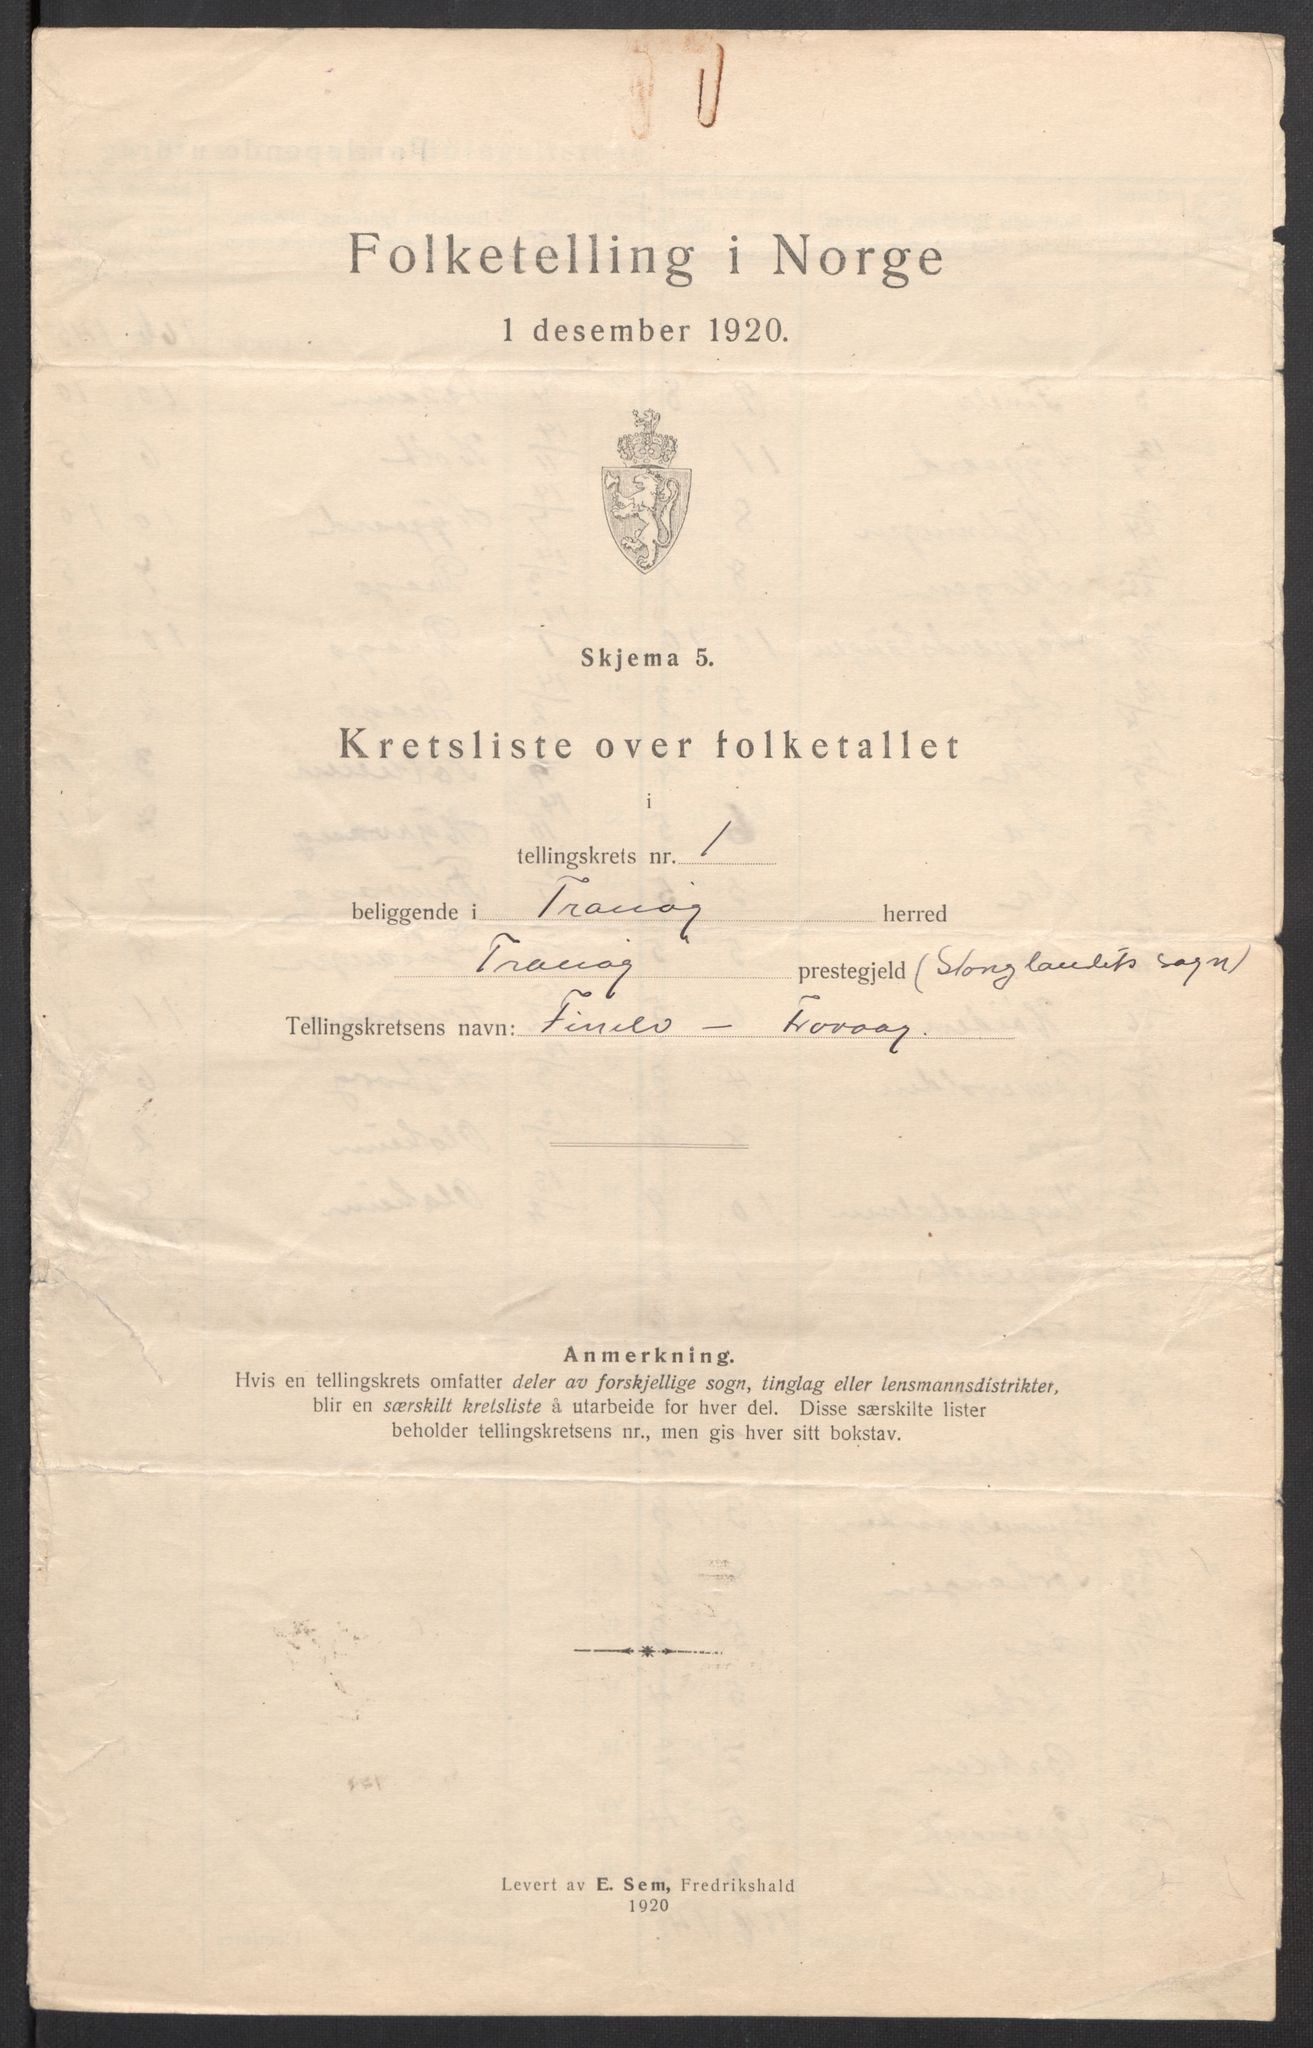 Folketelling i Norge
1 desember 1920.
Skjema 5.
Kretsliste over folketallet
i
tellingskrets nr. 1
beliggende i Tranøy herred
Tranøy prestegjeld (Stonglandets sogn)
Tellingskretsens navn: Finelv – Trovaag.
Anmerkning.
Hvis en tellingskrets omfatter deler av forskjellige sogn, tinglag eller lensmannsdistrikter,
blir en særskilt kretsliste å utarbeide for hver del. Disse særskilte lister
beholder tellingskretsens nr., men gis hver sitt bokstav.
Levert av E. Sem, Fredrikshald
1920